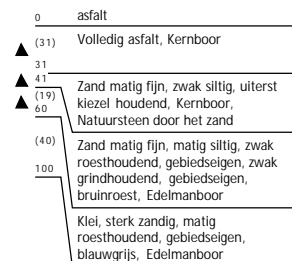 0 asfalt
(31) Volledig asfalt, Kernboor
31
41 Zand matig fijn, zwak siltig, uiterst
(19) kiezel houdend, Kernboor,
60 Natuursteen door het zand
Zand matig fijn, matig siltig, zwak
(40) roesthoudend, gebiedseigen, zwak
grindhoudend, gebiedseigen,
100 bruinroest, Edelmanboor
Klei, sterk zandig, matig
roesthoudend, gebiedseigen,
blauwgrijs, Edelmanboor